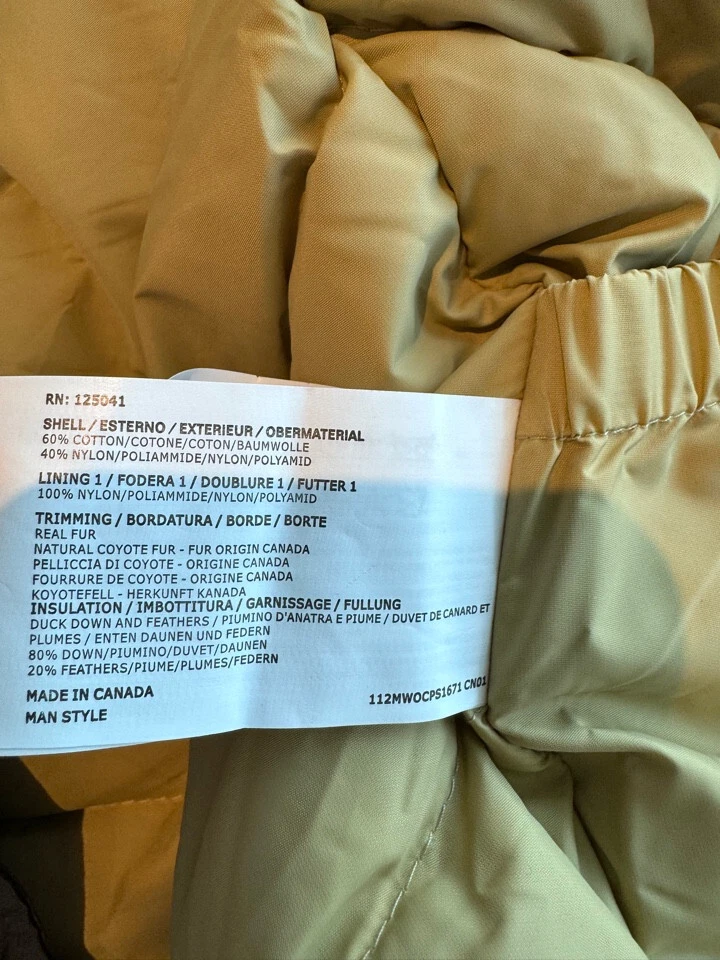 RN: 125041
SHELL / ESTERNO / EXTERIEUR / OBERMATERIAL
60% COTTON/COTONE/COTON/BAUMWOLLE
40% NYLON/POLIAMMIDE/NYLON/POLYAMID
LINING 1 / FODERA 1 / DOUBLURE 1 / FUTTER 1
100% NYLON/POLIAMMIDE/NYLON/POLYAMID
TRIMMING / BORDATURA / BORDE / BORTE
REAL FUR
NATURAL COYOTE FUR - FUR ORIGIN CANADA
PELLICCIA DI COYOTE - ORIGINE CANADA
FOURRURE DE COYOTE - ORIGINE CANADA
KOYOTEFELL - HERKUNFT KANADA
INSULATION / IMBOTTITURA / GARNISSAGE / FULLUNG
DUCK DOWN AND FEATHERS / PIUMINO D'ANATRA E PIUME / DUVET DE CANARD ET
PLUMES / ENTEN DAUNEN UND FEDERN
80% DOWN/PIUMINO/DUVET/DAUNEN
20% FEATHERS/PIUME/PLUMES/FEDERN
MADE IN CANADA
MAN STYLE
112MWOCPS1671 CN01